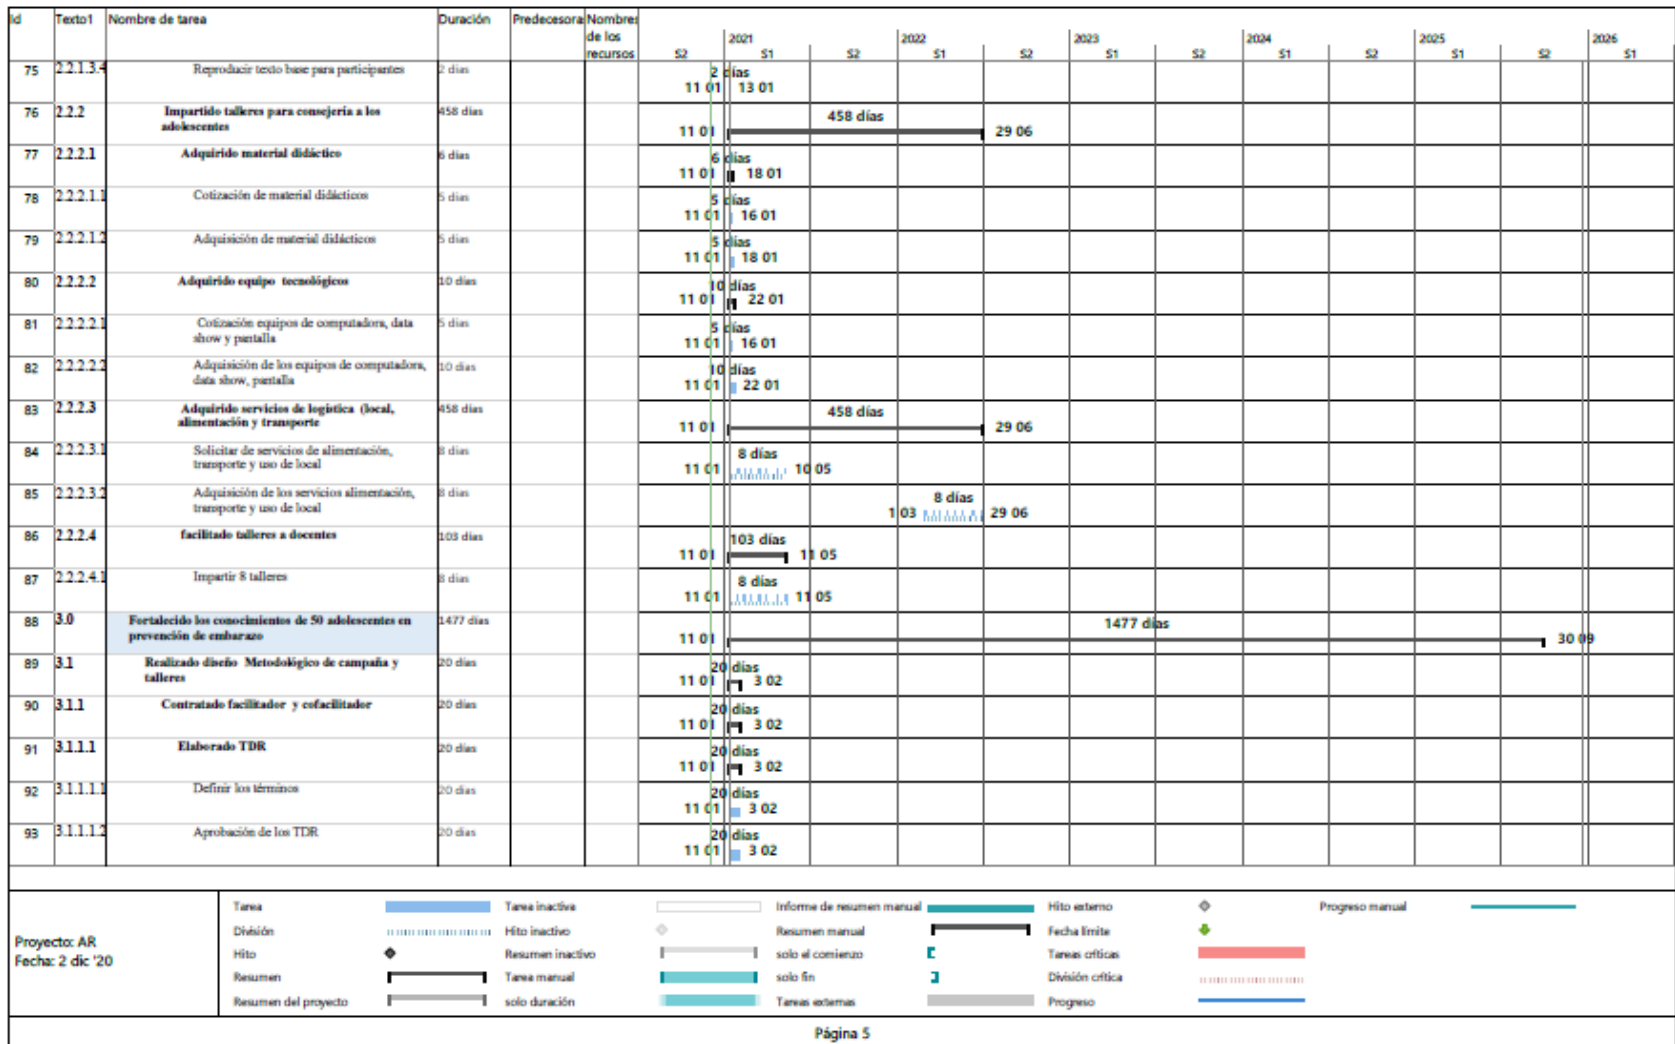 Id Texto1 Nombre de tarea Duración Predecesora Nombres de los recursos
2021 2022 2023 2024 2025 2026
S2 S1 S2 S1 S2 S1 S2 S1 S2 S1 S2 S1
75 2.2.1.3.4 Reproducir texto base para participantes 2 días
2 días
11 01 13 01
76 2.2.2 Impartido talleres para consejería a los adolescentes 458 días
458 días
11 01 29 06
77 2.2.2.1 Adquirido material didáctico 6 días
6 días
11 01 18 01
78 2.2.2.1.1 Cotización de material didácticos 5 días
5 días
11 01 16 01
79 2.2.2.1.2 Adquisición de material didácticos 5 días
5 días
11 01 18 01
80 2.2.2.2 Adquirido equipo tecnológicos 10 días
10 días
11 01 22 01
81 2.2.2.2.1 Cotización equipos de computadora, data show y pantalla 5 días
5 días
11 01 16 01
82 2.2.2.2.2 Adquisición de los equipos de computadora, data show, pantalla 10 días
10 días
11 01 22 01
83 2.2.2.3 Adquirido servicios de logística (local, alimentación y transporte 458 días
458 días
11 01 29 06
84 2.2.2.3.1 Solicitar de servicios de alimentación, transporte y uso de local 8 días
8 días
11 01 10 05
85 2.2.2.3.2 Adquisición de los servicios alimentación, transporte y uso de local 8 días
8 días
1 03 29 06
86 2.2.2.4 facilitado talleres a docentes 103 días
103 días
11 01 11 05
87 2.2.2.4.1 Impartir 8 talleres 8 días
8 días
11 01 11 05
88 3.0 Fortalecido los conocimientos de 50 adolescentes en prevención de embarazo 1477 días
1477 días
11 01 30 09
89 3.1 Realizado diseño Metodológico de campaña y talleres 20 días
20 días
11 01 3 02
90 3.1.1 Contratado facilitador y cofacilitador 20 días
20 días
11 01 3 02
91 3.1.1.1 Elaborado TDR 20 días
20 días
11 01 3 02
92 3.1.1.1.1 Definir los términos 20 días
20 días
11 01 3 02
93 3.1.1.1.2 Aprobación de los TDR 20 días
20 días
11 01 3 02
Proyecto: AR
Fecha: 2 dic '20
Tarea Tarea inactiva Informe de resumen manual Hito externo Progreso manual
División Hito inactivo Resumen manual Fecha límite
Hito Resumen inactivo solo el comienzo Tareas críticas
Resumen Tarea manual solo fin División crítica
Resumen del proyecto solo duración Tareas externas Progreso
Página 5